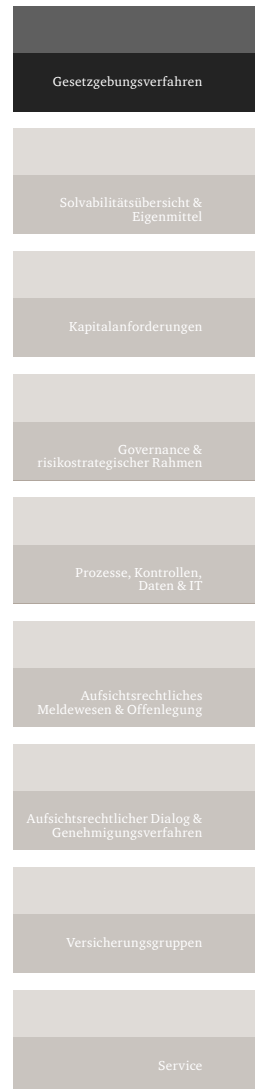 Gesetzgebungsverfahren
Solvabilitätsübersicht &
Eigenmittel
Kapitalanforderungen
Governance &
risikostrategischer Rahmen
Prozesse, Kontrollen,
Daten & IT
Aufsichtsrechtliches
Meldewesen & Offenlegung
Aufsichtsrechtlicher Dialog &
Genehmigungsverfahren
Versicherungsgruppen
Service